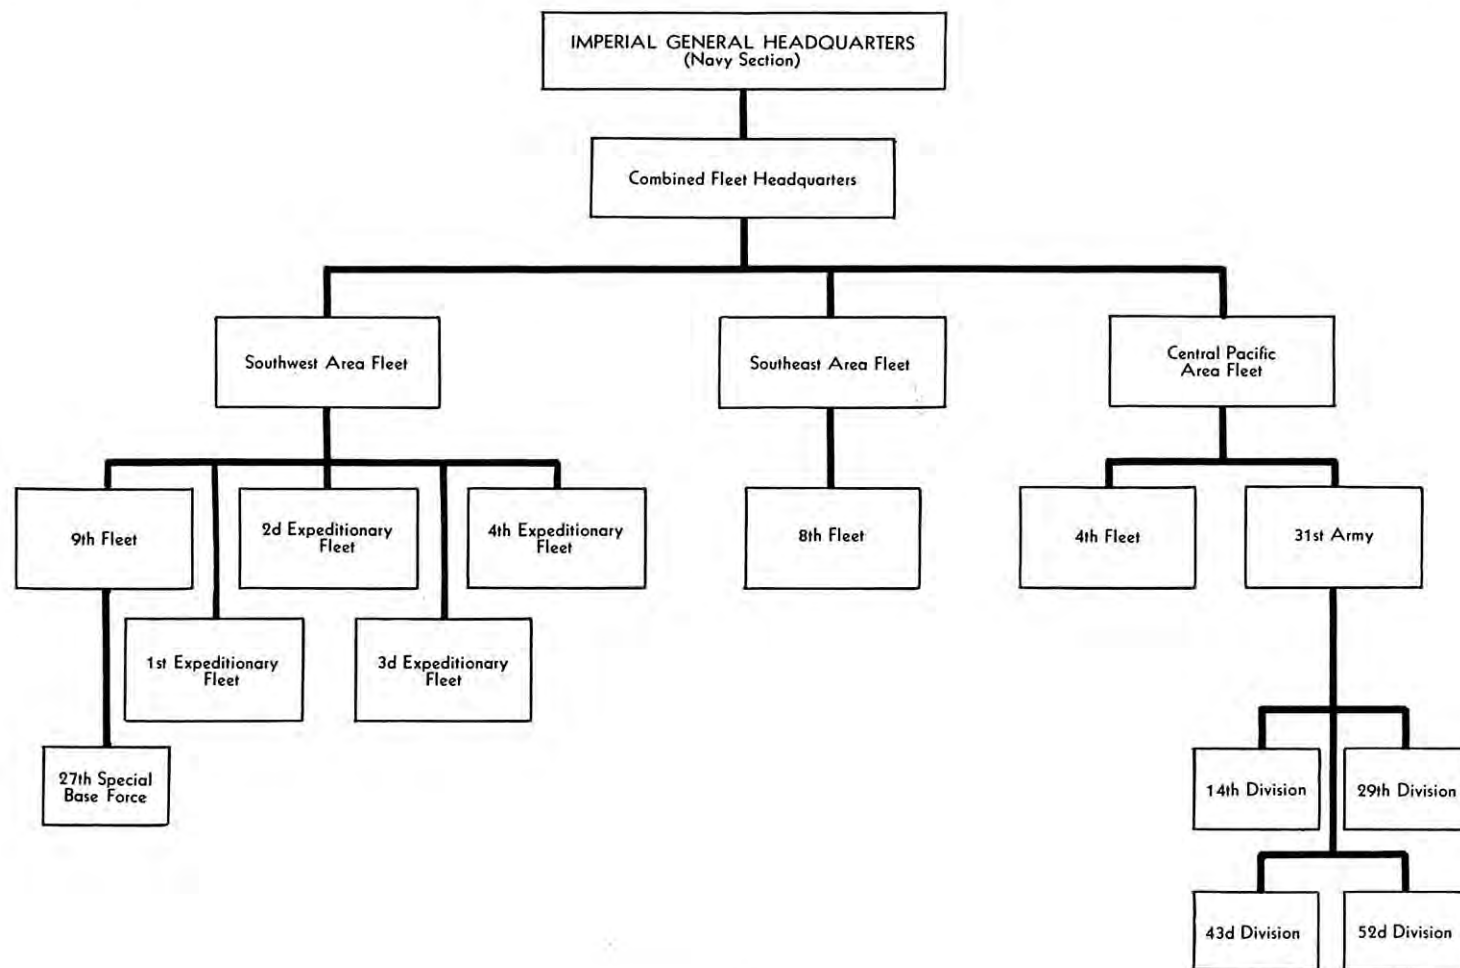 IMPERIAL GENERAL HEADQUARTERS
(Navy Section)
Combined Fleet Headquarters
Southwest Area Fleet
Southeast Area Fleet
Central Pacific
Area Fleet
9th Fleet
2d Expeditionary
Fleet
4th Expeditionary
Fleet
8th Fleet
4th Fleet
31st Army
1st Expeditionary
Fleet
3d Expeditionary
Fleet
27th Special
Base Force
14th Division
29th Division
43d Division
52d Division